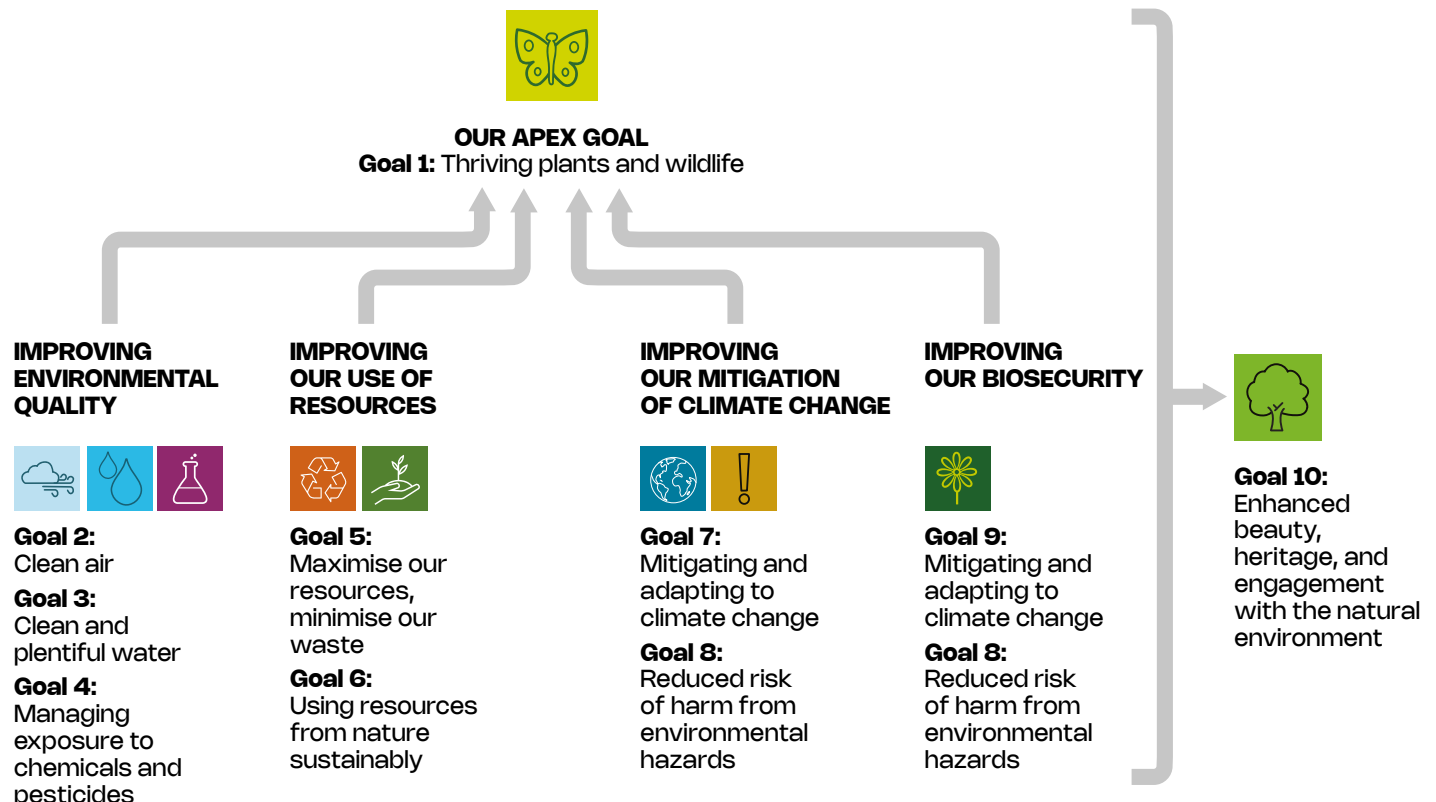 OUR APEX GOAL
Goal 1: Thriving plants and wildlife
IMPROVING
ENVIRONMENTAL
QUALITY
Goal 2:
Clean air
Goal 3:
Clean and
plentiful water
Goal 4:
Managing
exposure to
chemicals and
pesticides
IMPROVING
OUR USE OF
RESOURCES
Goal 5:
Maximise our
resources,
minimise our
waste
Goal 6:
Using resources
from nature
sustainably
IMPROVING
OUR MITIGATION
OF CLIMATE CHANGE
Goal 7:
Mitigating and
adapting to
climate change
Goal 8:
Reduced risk
of harm from
environmental
hazards
IMPROVING
OUR BIOSECURITY
Goal 9:
Mitigating and
adapting to
climate change
Goal 8:
Reduced risk
of harm from
environmental
hazards
Goal 10:
Enhanced
beauty,
heritage, and
engagement
with the natural
environment